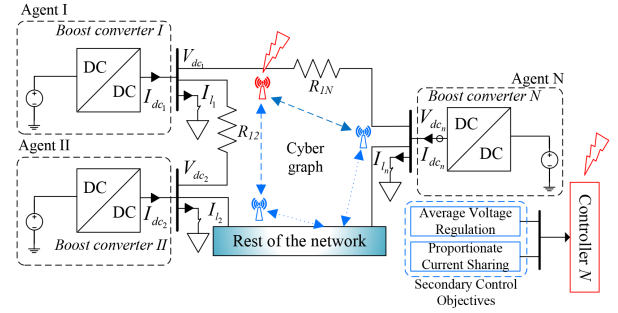 Agent I
Boost converter I
DC
DC
I_dc₁
V_dc₁
I_l₁
R_1N
R_12
Cyber
graph
Agent N
Boost converter N
V_dcₙ
I_dcₙ
I_lₙ
DC
DC
Agent II
DC
DC
I_dc₂
V_dc₂
I_l₂
Boost converter II
Rest of the network
Average Voltage
Regulation
Proportionate
Current Sharing
Secondary Control
Objectives
Controller N